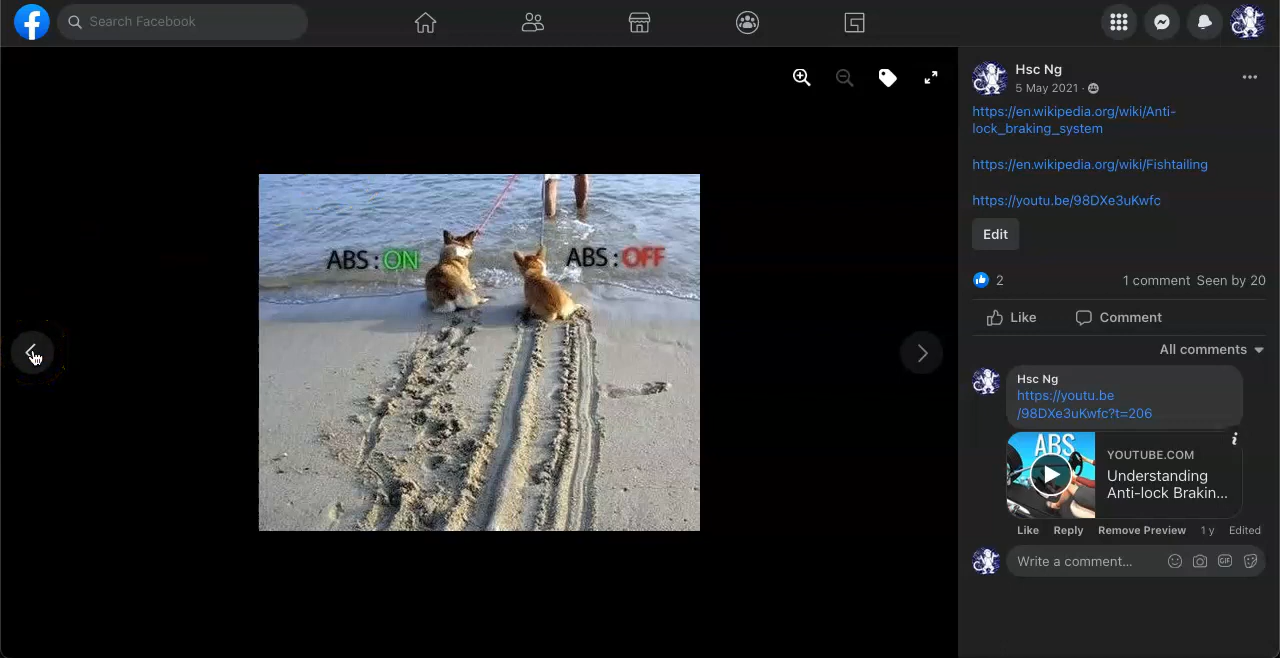 Search Facebook
Hsc Ng
5 May 2021 ·
https://en.wikipedia.org/wiki/Anti-
lock_braking_system
https://en.wikipedia.org/wiki/Fishtailing
https://youtu.be/98DXe3uKwfc
Edit
ABS : ON
ABS : OFF
2
1 comment Seen by 20
Like Comment
All comments
Hsc Ng
https://youtu.be
/98DXe3uKwfc?t=206
ABS
YOUTUBE.COM
Understanding
Anti-lock Brakin...
Like Reply Remove Preview 1 y Edited
Write a comment...
GIF